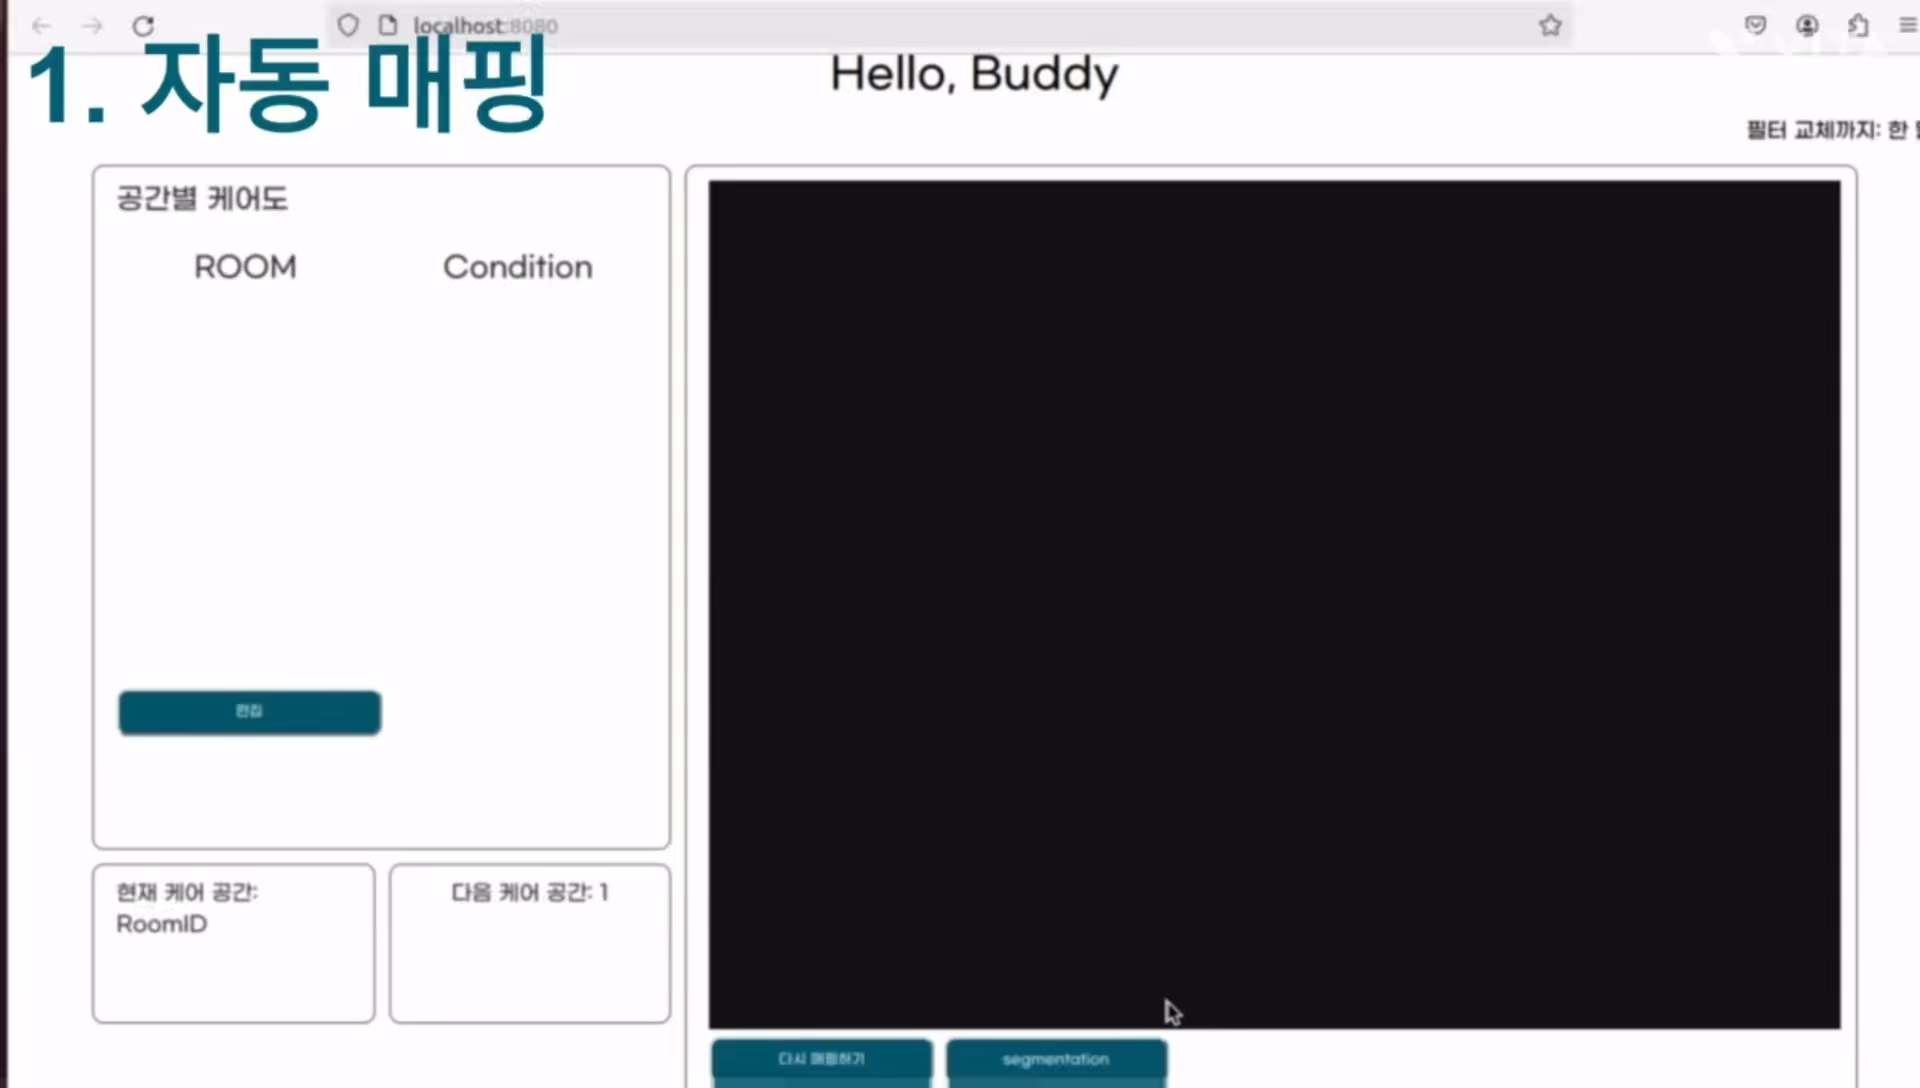 localhost:8080
1. 자동 매핑
Hello, Buddy
필터 교체까지: 한
공간별 케어도
ROOM Condition
편집
현재 케어 공간:
RoomID
다음 케어 공간: 1
다시 매핑하기
segmentation